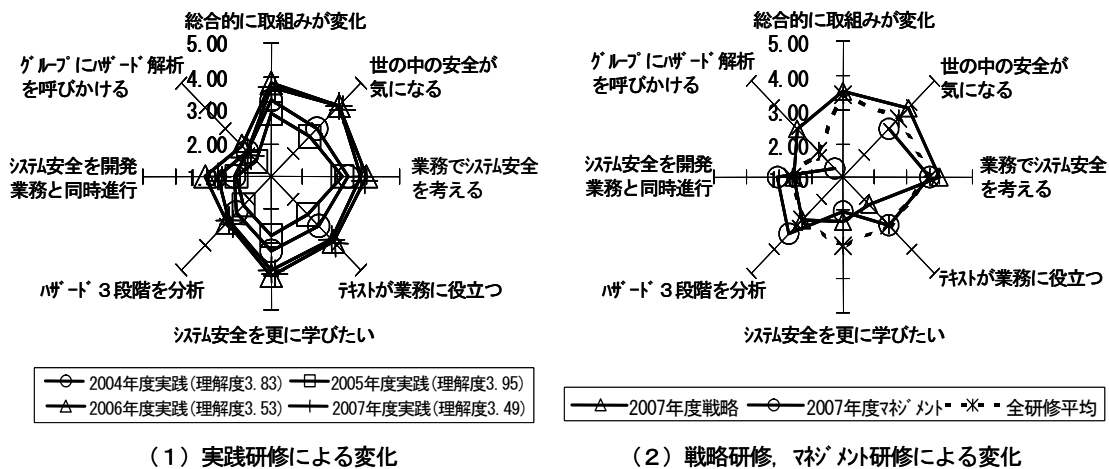 総合的に取組みが変化
5.00
4.00
3.00
2.00
1.00
世の中の安全が
気になる
業務でシステム安全
を考える
テキストが業務に役立つ
システム安全を更に学びたい
ハザード3段階を分析
システム安全を開発
業務と同時進行
グループにハザード解析
を呼びかける
2004年度実践(理解度3.83)
2005年度実践(理解度3.95)
2006年度実践(理解度3.53)
2007年度実践(理解度3.49)
(1)実践研修による変化
総合的に取組みが変化
5.00
4.00
3.00
2.00
1.00
世の中の安全が
気になる
業務でシステム安全
を考える
テキストが業務に役立つ
システム安全を更に学びたい
ハザード3段階を分析
システム安全を開発
業務と同時進行
グループにハザード解析
を呼びかける
2007年度戦略
2007年度マネジメント
全研修平均
(2)戦略研修,マネジメント研修による変化